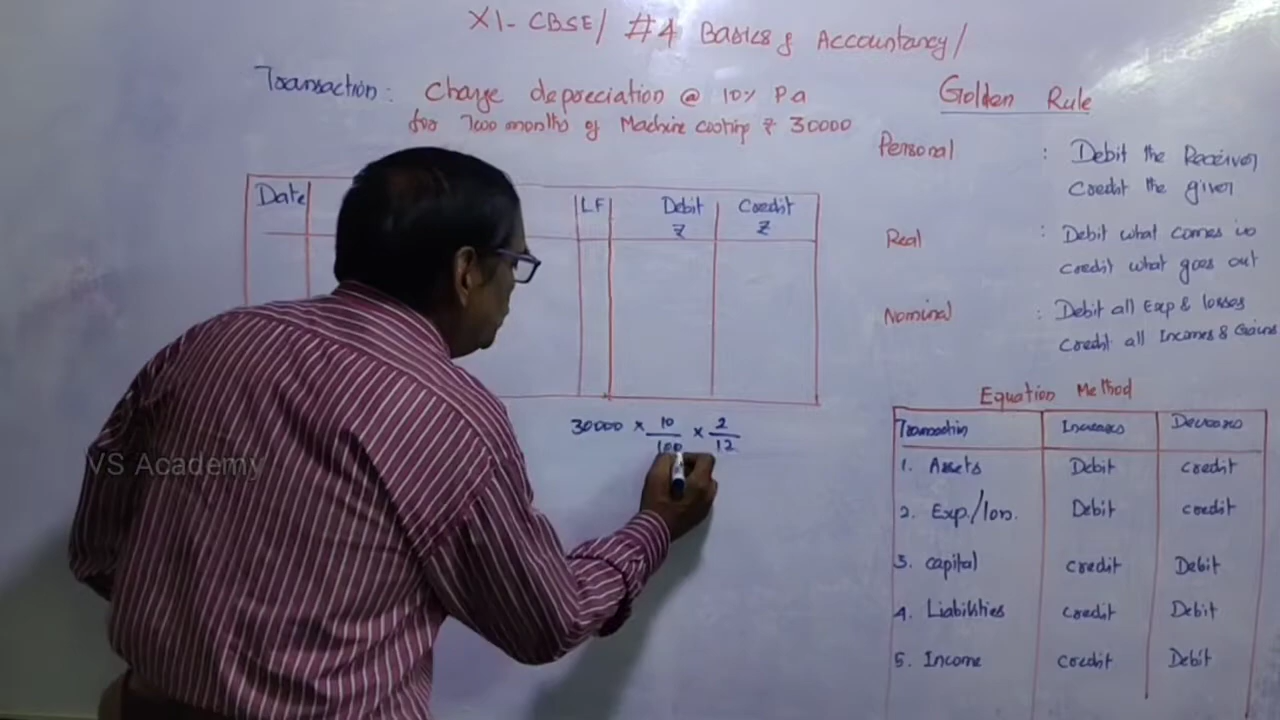 XI- CBSE/ #4 Basics of Accountancy/
Transaction: Charge depreciation @ 10% Pa
for Two months of Machine costing ₹ 30000
Golden Rule
Personal : Debit the Receiver
Credit the giver
Real : Debit what comes in
credit what goes out
Nominal : Debit all Exp & losses
Credit all Incomes & Gains
Date LF Debit ₹ Credit ₹
30000 × 10/100 × 2/12
Equation Method
Transaction Increases Decreases
1. Assets Debit credit
2. Exp./loss. Debit credit
3. capital credit Debit
4. Liabilities credit Debit
5. Income credit Debit
VS Academy